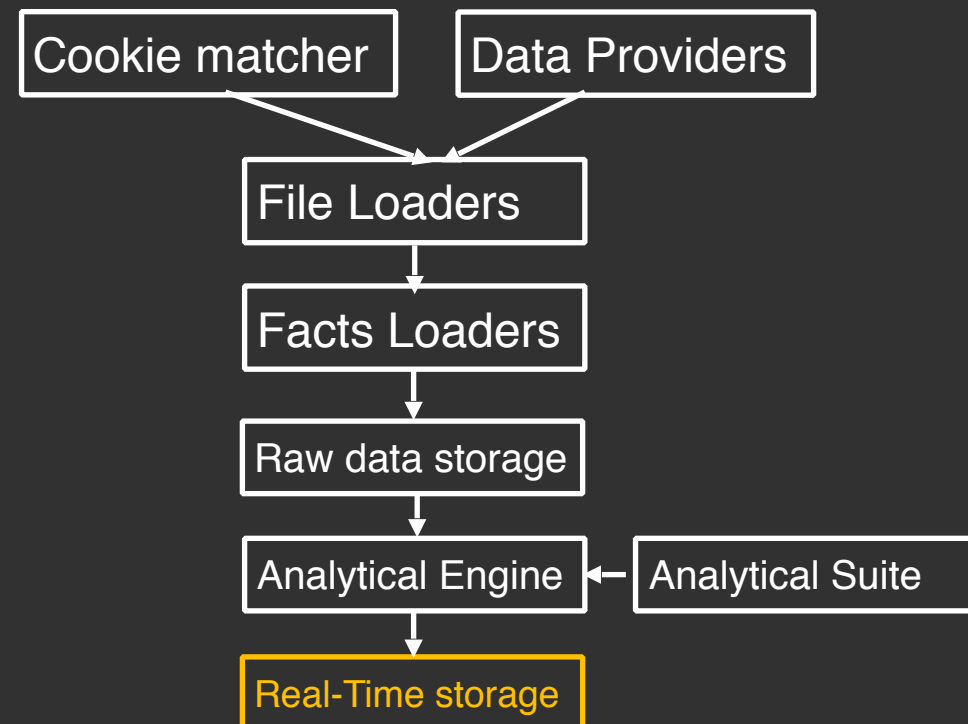 Cookie matcher
Data Providers
File Loaders
Facts Loaders
Raw data storage
Analytical Engine
Analytical Suite
Real-Time storage